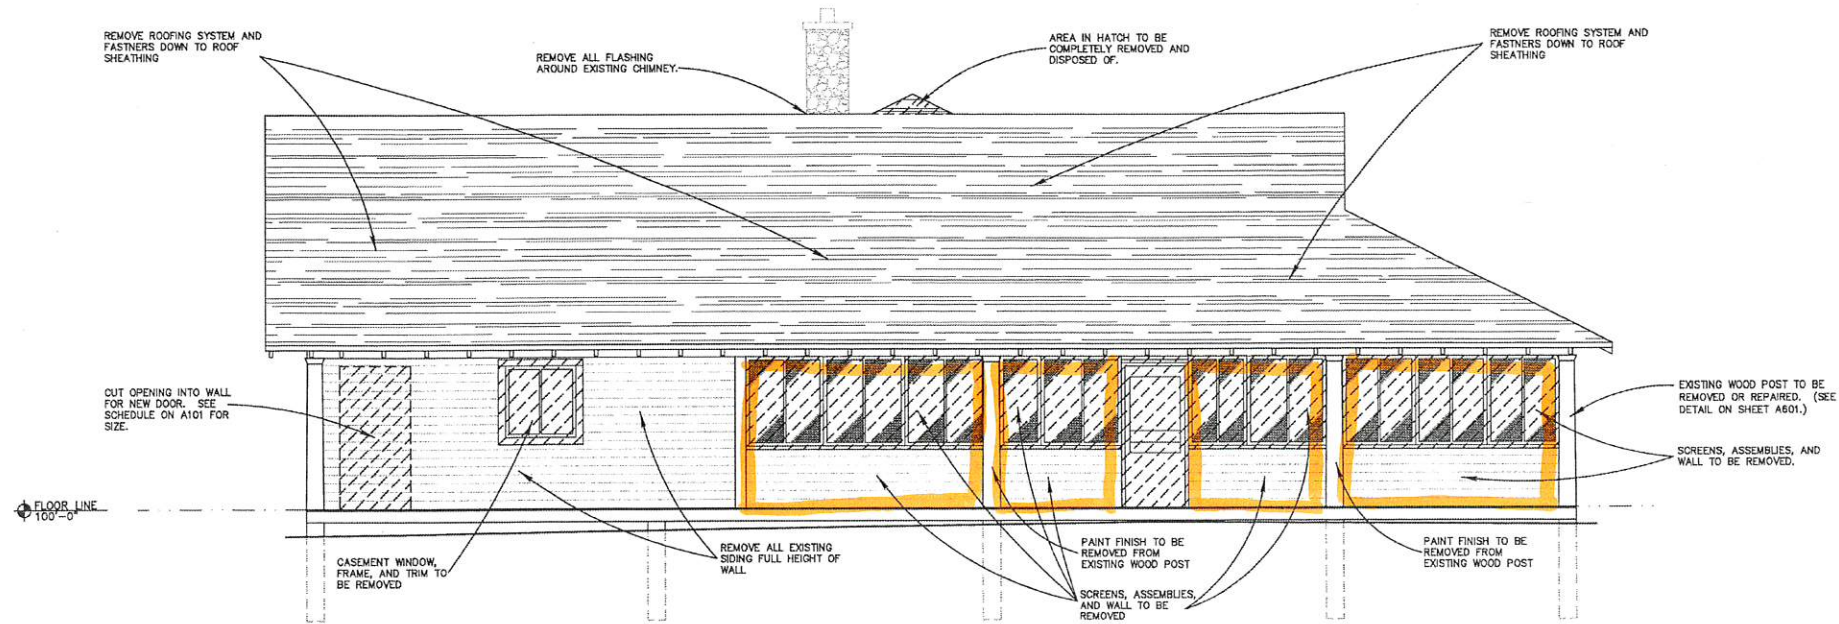 REMOVE ROOFING SYSTEM AND
FASTNERS DOWN TO ROOF
SHEATHING
REMOVE ALL FLASHING
AROUND EXISTING CHIMNEY.
AREA IN HATCH TO BE
COMPLETELY REMOVED AND
DISPOSED OF.
REMOVE ROOFING SYSTEM AND
FASTNERS DOWN TO ROOF
SHEATHING
CUT OPENING INTO WALL
FOR NEW DOOR. SEE
SCHEDULE ON A101 FOR
SIZE.
EXISTING WOOD POST TO BE
REMOVED OR REPAIRED. (SEE
DETAIL ON SHEET A601.)
SCREENS, ASSEMBLIES, AND
WALL TO BE REMOVED.
FLOOR LINE
100'-0"
CASEMENT WINDOW,
FRAME, AND TRIM TO
BE REMOVED
REMOVE ALL EXISTING
SIDING FULL HEIGHT OF
WALL
PAINT FINISH TO BE
REMOVED FROM
EXISTING WOOD POST
SCREENS, ASSEMBLIES,
AND WALL TO BE
REMOVED
PAINT FINISH TO BE
REMOVED FROM
EXISTING WOOD POST